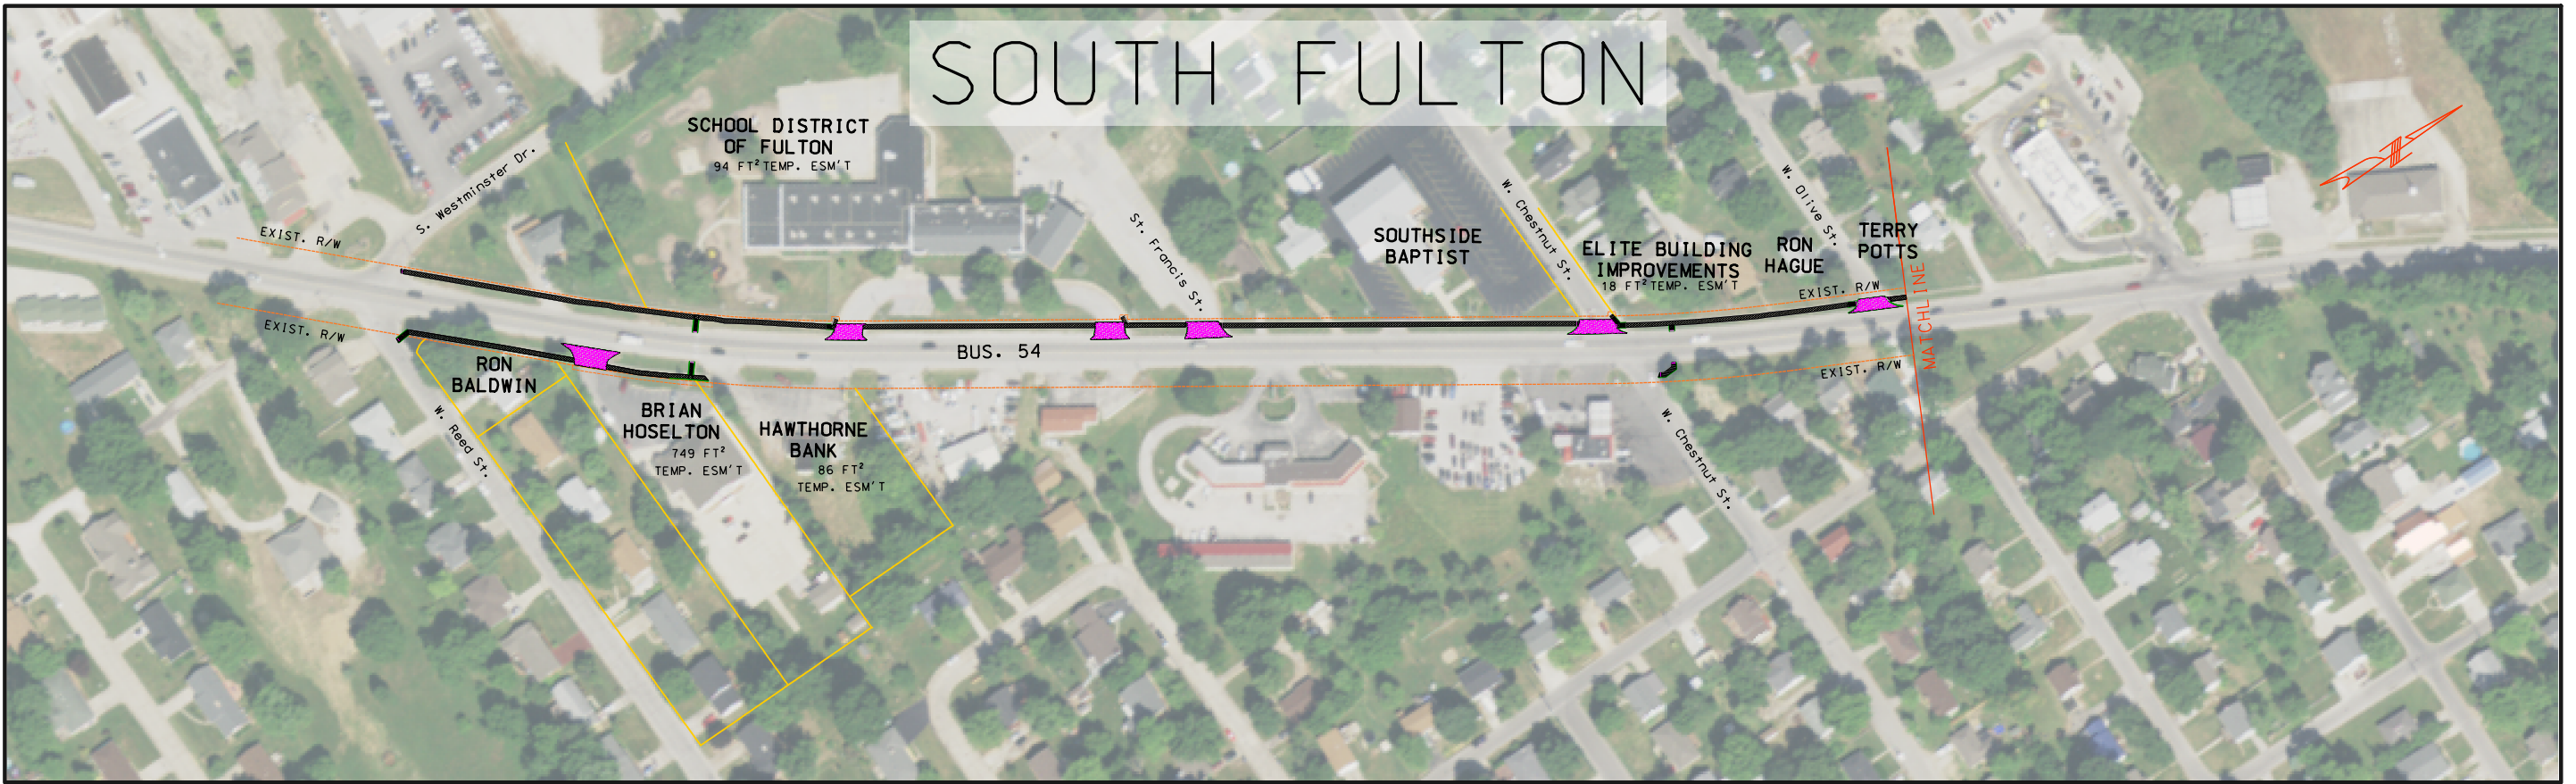 SOUTH FULTON
SCHOOL DISTRICT
OF FULTON
94 FT² TEMP. ESM'T
S. Westminster Dr.
EXIST. R/W
EXIST. R/W
St. Francis St.
SOUTHSIDE
BAPTIST
W. Chestnut St.
ELITE BUILDING
IMPROVEMENTS
18 FT² TEMP. ESM'T
W. Olive St.
RON
HAGUE
TERRY
POTTS
EXIST. R/W
MATCHLINE
BUS. 54
EXIST. R/W
RON
BALDWIN
W. Reed St.
BRIAN
HOSELTON
749 FT²
TEMP. ESM'T
HAWTHORNE
BANK
86 FT²
TEMP. ESM'T
W. Chestnut St.